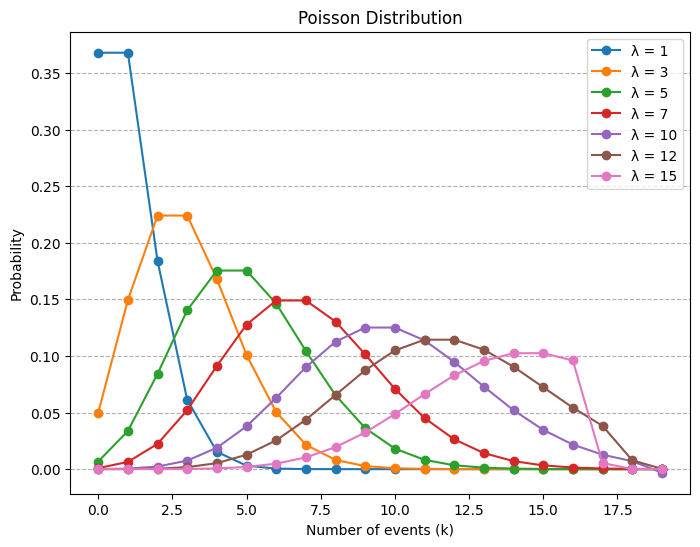 Poisson Distribution
λ = 1
λ = 3
λ = 5
λ = 7
λ = 10
λ = 12
λ = 15
0.35
0.30
0.25
0.20
0.15
0.10
0.05
0.00
Probability
0.0 2.5 5.0 7.5 10.0 12.5 15.0 17.5
Number of events (k)